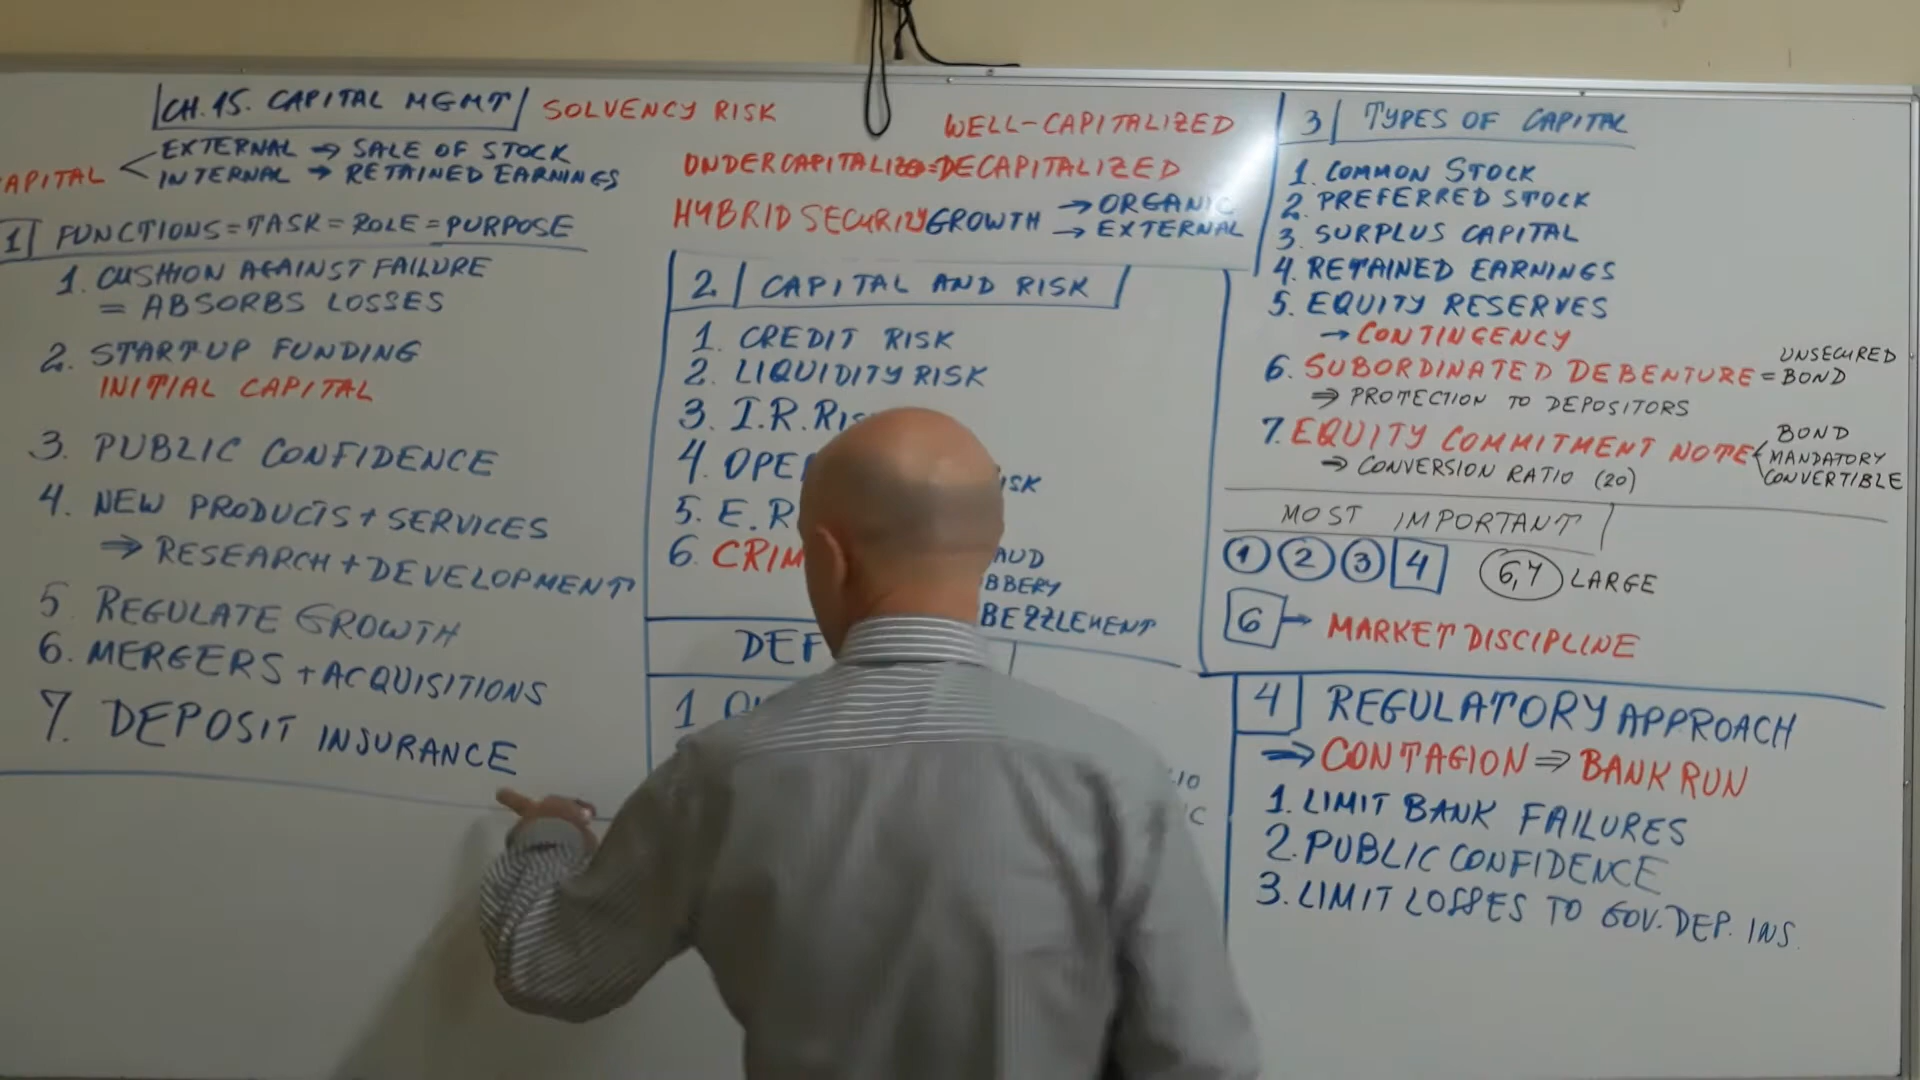 CH.15. CAPITAL MGMT
SOLVENCY RISK
APITAL
EXTERNAL → SALE OF STOCK
INTERNAL → RETAINED EARNINGS
1 FUNCTIONS = TASK = ROLE = PURPOSE
1. CUSHION AGAINST FAILURE
= ABSORBS LOSSES
2. STARTUP FUNDING
INITIAL CAPITAL
3. PUBLIC CONFIDENCE
4. NEW PRODUCTS + SERVICES
⇒ RESEARCH + DEVELOPMENT
5. REGULATE GROWTH
6. MERGERS + ACQUISITIONS
7. DEPOSIT INSURANCE
WELL-CAPITALIZED
=DECAPITALIZED
HYBRID SECURITY
GROWTH → ORGANIC
→ EXTERNAL
2. CAPITAL AND RISK
1. CREDIT RISK
2. LIQUIDITY RISK
3. I.R.RIS
4. OPE ISK
5. E.R
6. CRIM AUD
BBERY
BEZZLEMENT
DEF
1
IO
C
3 TYPES OF CAPITAL
1. COMMON STOCK
2. PREFERRED STOCK
3. SURPLUS CAPITAL
4. RETAINED EARNINGS
5. EQUITY RESERVES
→ CONTINGENCY
6. SUBORDINATED DEBENTURE = UNSECURED
BOND
⇒ PROTECTION TO DEPOSITORS
7. EQUITY COMMITMENT NOTE
BOND
MANDATORY
CONVERTIBLE
⇒ CONVERSION RATIO (20)
MOST IMPORTANT
1 2 3 4 6,7 LARGE
6 → MARKET DISCIPLINE
4 REGULATORY APPROACH
⇒ CONTAGION ⇒ BANK RUN
1. LIMIT BANK FAILURES
2. PUBLIC CONFIDENCE
3. LIMIT LOSSES TO GOV. DEP. INS.